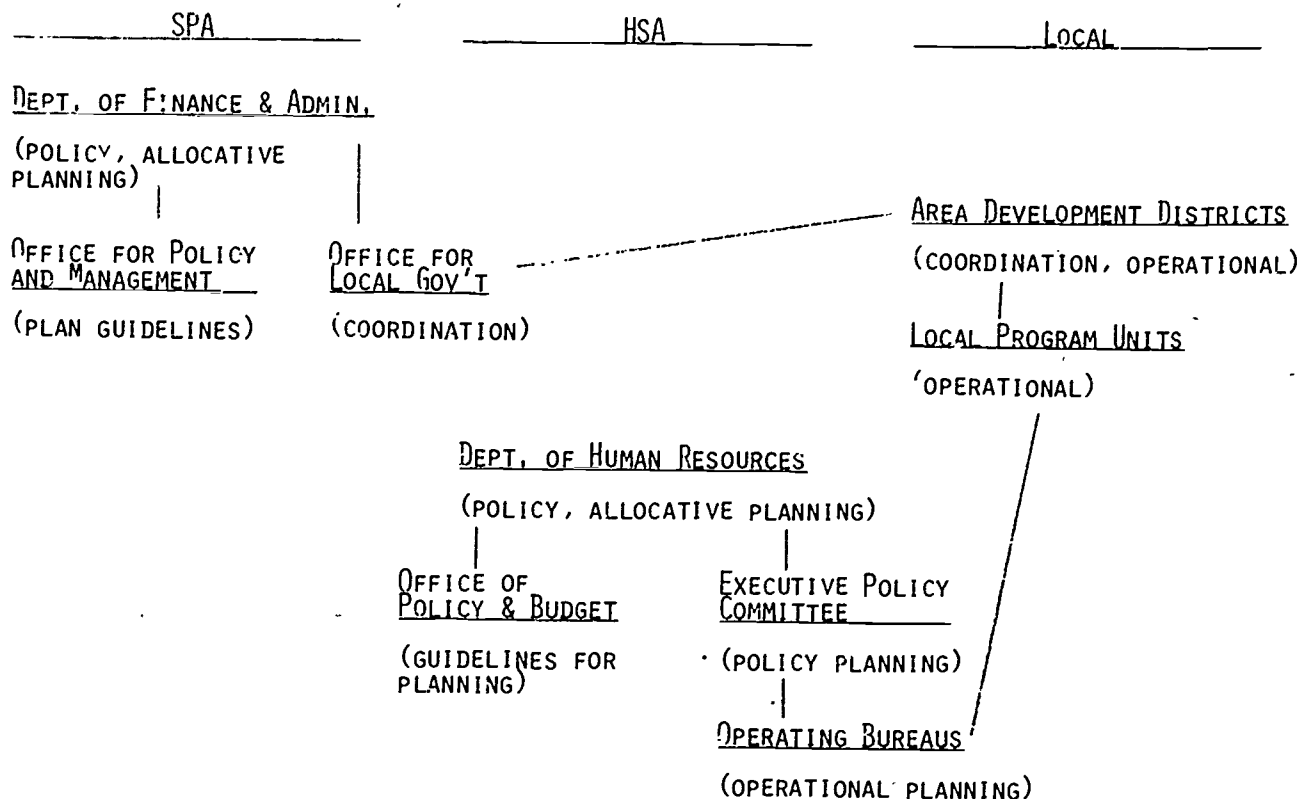 SPA HSA LOCAL
DEPT. OF FINANCE & ADMIN.
(POLICY, ALLOCATIVE
PLANNING)
OFFICE FOR POLICY
AND MANAGEMENT
(PLAN GUIDELINES)
OFFICE FOR
LOCAL GOV'T
(COORDINATION)
AREA DEVELOPMENT DISTRICTS
(COORDINATION, OPERATIONAL)
LOCAL PROGRAM UNITS
(OPERATIONAL)
DEPT. OF HUMAN RESOURCES
(POLICY, ALLOCATIVE PLANNING)
OFFICE OF
POLICY & BUDGET
(GUIDELINES FOR
PLANNING)
EXECUTIVE POLICY
COMMITTEE
(POLICY PLANNING)
OPERATING BUREAUS
(OPERATIONAL PLANNING)